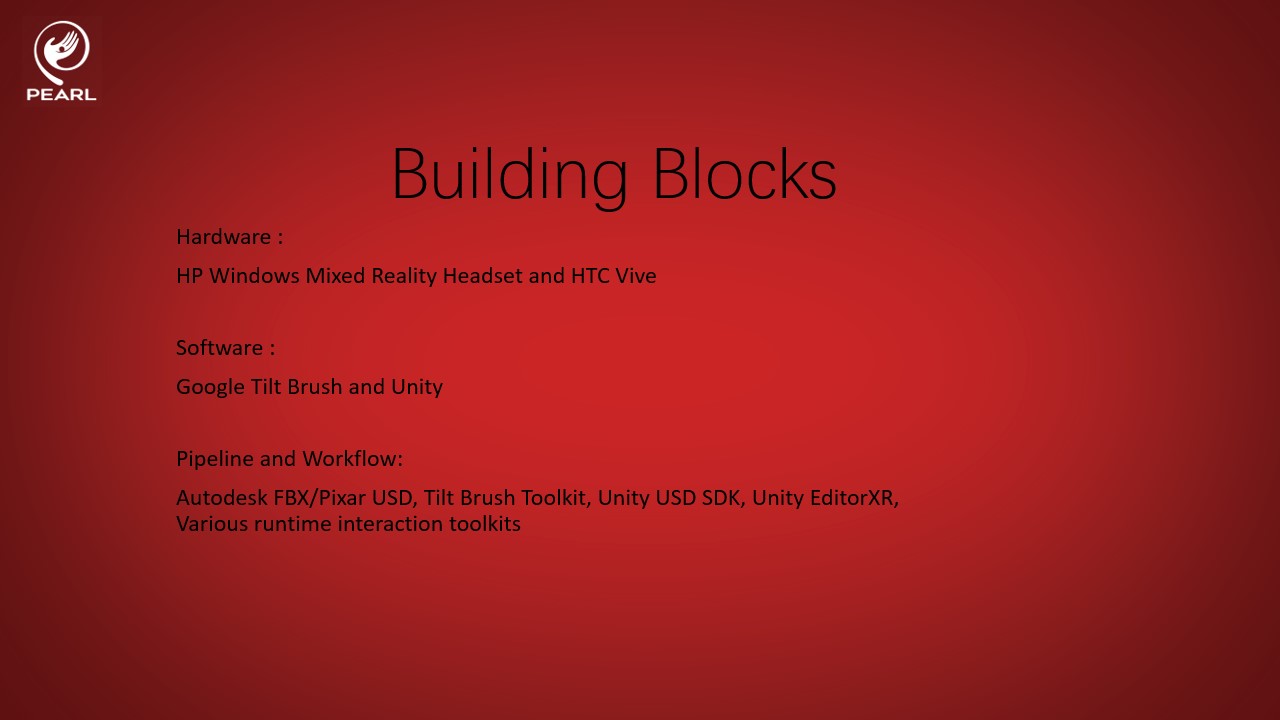 PEARL
Building Blocks
Hardware :
HP Windows Mixed Reality Headset and HTC Vive
Software :
Google Tilt Brush and Unity
Pipeline and Workflow:
Autodesk FBX/Pixar USD, Tilt Brush Toolkit, Unity USD SDK, Unity EditorXR,
Various runtime interaction toolkits